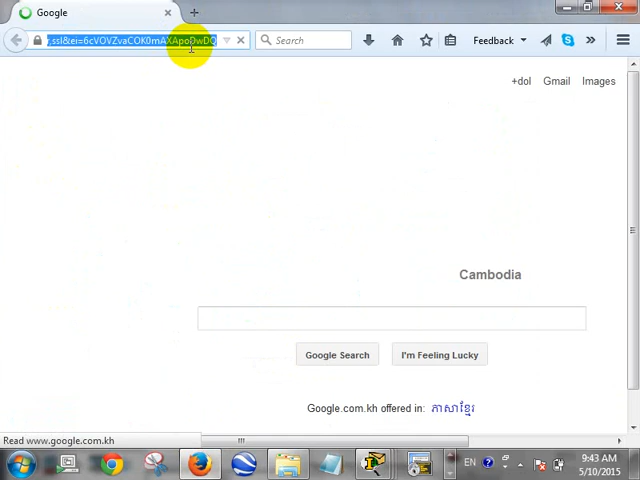 Google
r,ssl&ei=6cVOVZvaCOK0mAXApo9wDQ
Search
Feedback
+dol Gmail Images
Cambodia
Google Search I'm Feeling Lucky
Google.com.kh offered in: ភាសាខ្មែរ
Read www.google.com.kh
EN
9:43 AM
5/10/2015